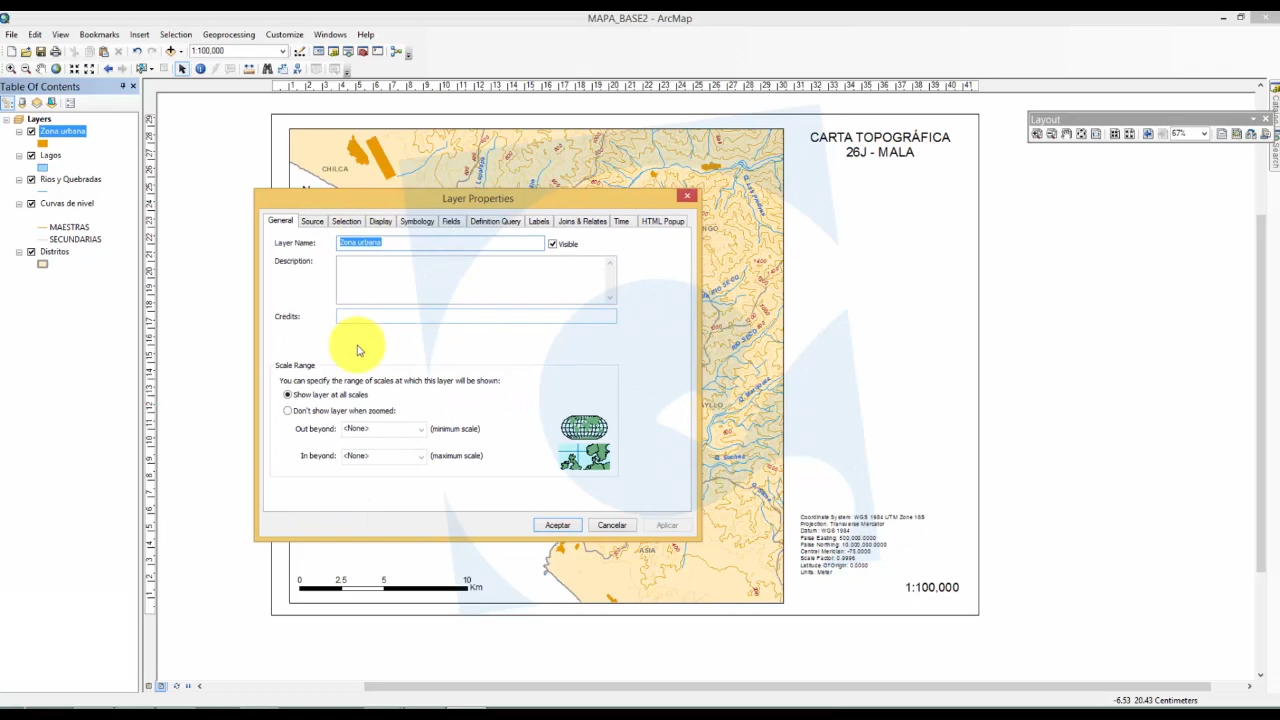 MAPA_BASE2 - ArcMap
File Edit View Bookmarks Insert Selection Geoprocessing Customize Windows Help
1:100,000
Table Of Contents
Layers
Zona urbana
Lagos
Ríos y Quebradas
Curvas de nivel
MAESTRAS
SECUNDARIAS
Distritos
Layout
67%
CHILCA
CARTA TOPOGRÁFICA
26J - MALA
Layer Properties
General Source Selection Display Symbology Fields Definition Query Labels Joins & Relates Time HTML Popup
Layer Name: Zona urbana Visible
Description:
Credits:
Scale Range
You can specify the range of scales at which this layer will be shown:
Show layer at all scales
Don't show layer when zoomed:
Out beyond: <None> (minimum scale)
In beyond: <None> (maximum scale)
Aceptar Cancelar Aplicar
ASIA
0 2.5 5 10
Km
Coordinate System: WGS 1984 UTM Zone 18S
Projection: Transverse Mercator
Datum: WGS 1984
False Easting: 500,000.0000
False Northing: 10,000,000.0000
Central Meridian: -75.0000
Scale Factor: 0.9996
Latitude Of Origin: 0.0000
Units: Meter
1:100,000
-6.53 20.43 Centimeters